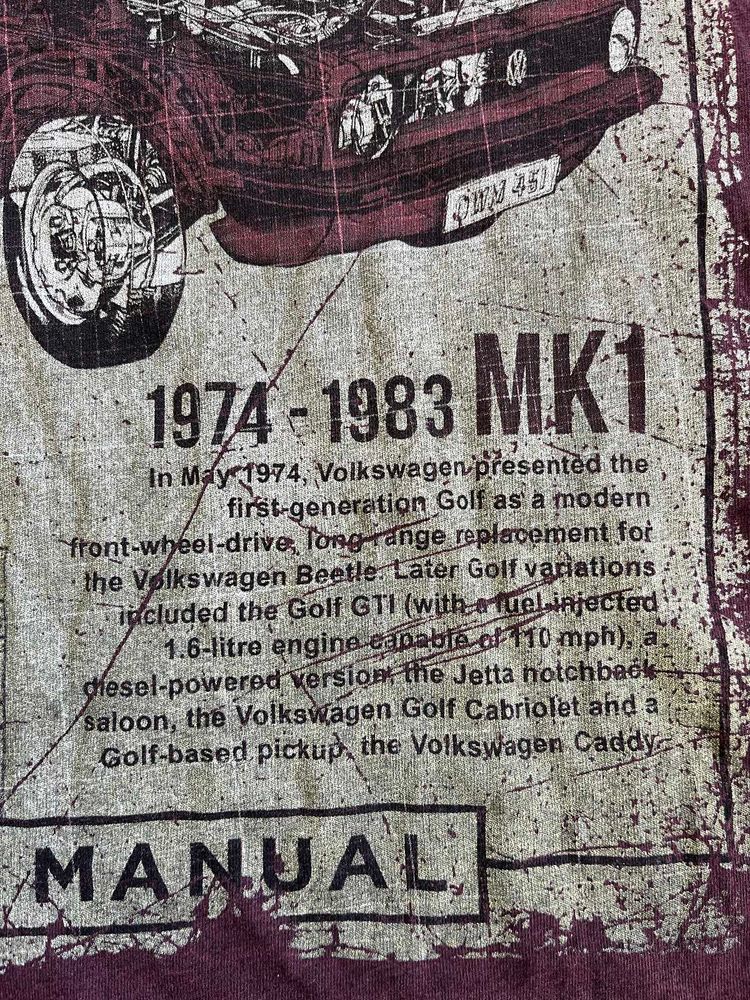 OWM 451
1974 - 1983 MK1
In May 1974, Volkswagen presented the
first-generation Golf as a modern
front-wheel-drive, long-range replacement for
the Volkswagen Beetle. Later Golf variations
included the Golf GTI (with a fuel-injected
1.6-litre engine capable of 110 mph), a
diesel-powered version, the Jetta notchback
saloon, the Volkswagen Golf Cabriolet and a
Golf-based pickup, the Volkswagen Caddy.
MANUAL